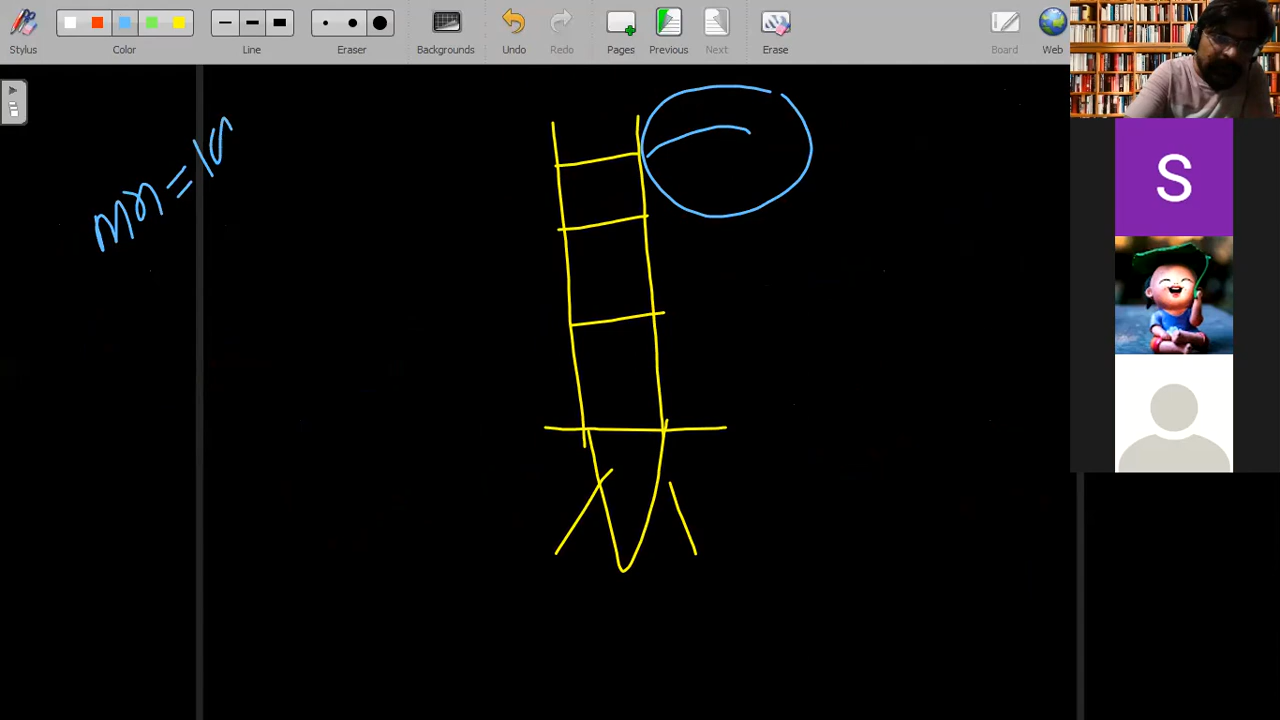 Stylus
Color
Line
Eraser
Backgrounds
Undo
Redo
Pages
Previous
Next
Erase
Board
Web
S